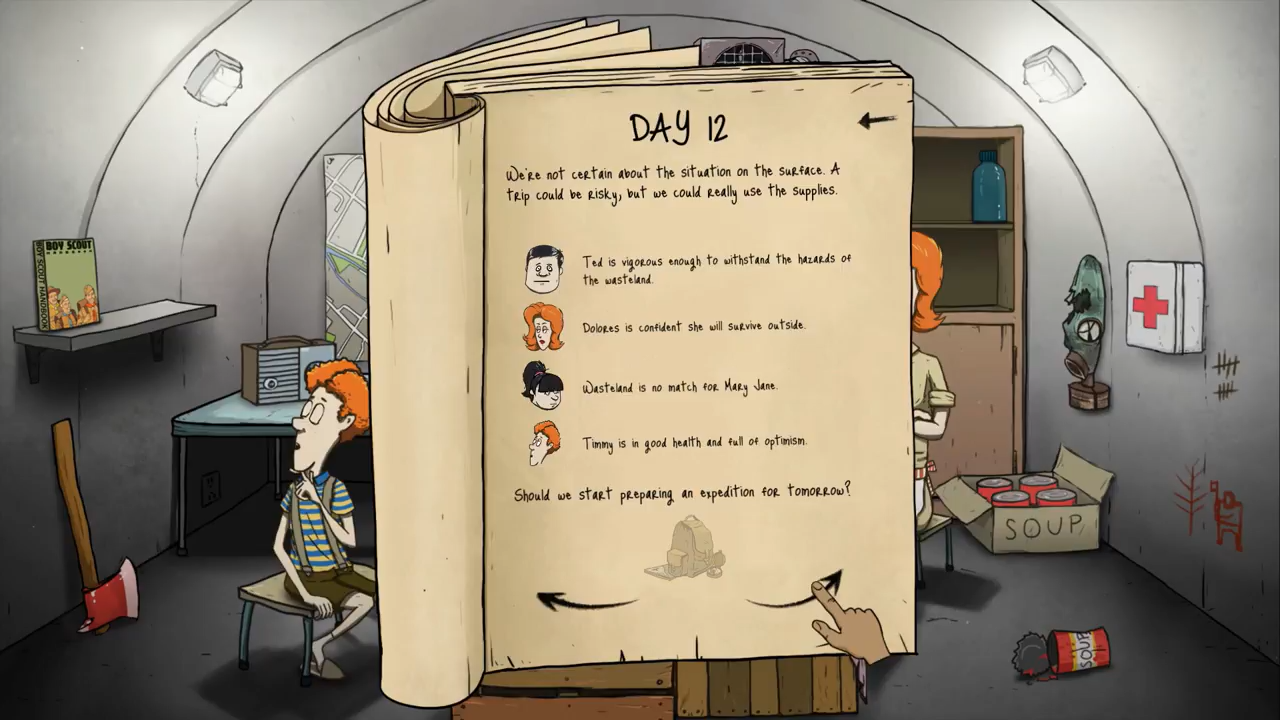 DAY 12
We're not certain about the situation on the surface. A
trip could be risky, but we could really use the supplies.
Ted is vigorous enough to withstand the hazards of
the wasteland.
Dolores is confident she will survive outside.
Wasteland is no match for Mary Jane.
Timmy is in good health and full of optimism.
Should we start preparing an expedition for tomorrow?
BOY SCOUT
BOY SCOUT HANDBOOK
SOUP
SOUP